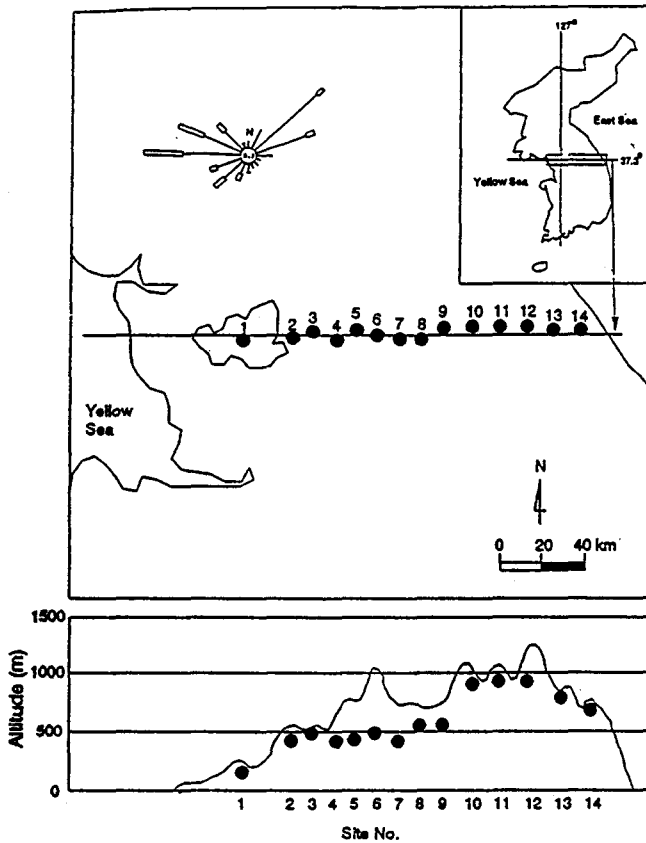 127°
N
East Sea
37.3°
Yellow Sea
1 2 3 4 5 6 7 8 9 10 11 12 13 14
Yellow
Sea
N
0 20 40 km
1500
1000
500
0
Altitude (m)
1 2 3 4 5 6 7 8 9 10 11 12 13 14
Site No.